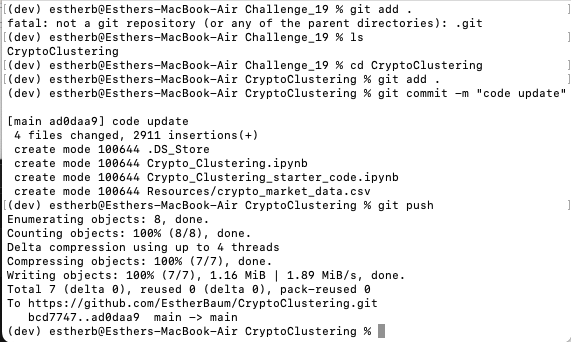 (dev) estherb@Esthers-MacBook-Air Challenge_19 % git add .
fatal: not a git repository (or any of the parent directories): .git
(dev) estherb@Esthers-MacBook-Air Challenge_19 % ls
CryptoClustering
(dev) estherb@Esthers-MacBook-Air Challenge_19 % cd CryptoClustering
(dev) estherb@Esthers-MacBook-Air CryptoClustering % git add .
(dev) estherb@Esthers-MacBook-Air CryptoClustering % git commit -m "code update"
[main ad0daa9] code update
4 files changed, 2911 insertions(+)
create mode 100644 .DS_Store
create mode 100644 Crypto_Clustering.ipynb
create mode 100644 Crypto_Clustering_starter_code.ipynb
create mode 100644 Resources/crypto_market_data.csv
(dev) estherb@Esthers-MacBook-Air CryptoClustering % git push
Enumerating objects: 8, done.
Counting objects: 100% (8/8), done.
Delta compression using up to 4 threads
Compressing objects: 100% (7/7), done.
Writing objects: 100% (7/7), 1.16 MiB | 1.89 MiB/s, done.
Total 7 (delta 0), reused 0 (delta 0), pack-reused 0
To https://github.com/EstherBaum/CryptoClustering.git
bcd7747..ad0daa9  main -> main
(dev) estherb@Esthers-MacBook-Air CryptoClustering %